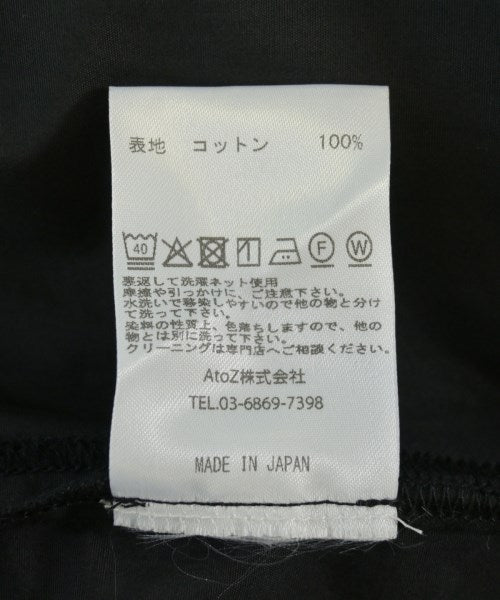 表地 コットン 100%
40 F W
裏返して洗濯ネット使用
摩擦や引っかけに、ご注意下さい。
水洗いで移染しやすいので他の物と分け
て洗って下さい。
染料の性質上、色落ちしますので、他の
物とは別に洗って下さい。
クリーニングは専門店へご相談ください。
AtoZ株式会社
TEL.03-6869-7398
MADE IN JAPAN